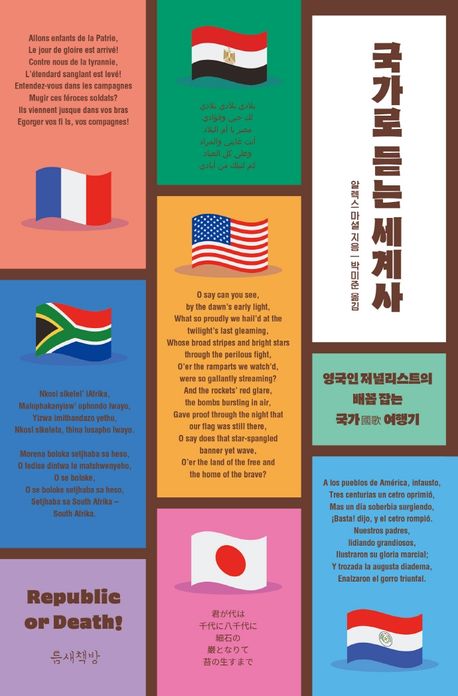 Allons enfants de la Patrie,
Le jour de gloire est arrivé!
Contre nous de la tyrannie,
L'étendard sanglant est levé!
Entendez-vous dans les campagnes
Mugir ces féroces soldats?
Ils viennent jusque dans vos bras
Egorger vos fi ls, vos compagnes!
بلادي بلادي بلادي
لك حبي وفؤادي
مصر يا أم البلاد
أنت غايتي والمراد
وعلى كل العباد
كم لنيلك من أيادي
국가로 듣는 세계사
알렉스 마셜 지음 | 박미준 옮김
O say can you see,
by the dawn's early light,
What so proudly we hail'd at the
twilight's last gleaming,
Whose broad stripes and bright stars
through the perilous fight,
O'er the ramparts we watch'd,
were so gallantly streaming?
And the rockets' red glare,
the bombs bursting in air,
Gave proof through the night that
our flag was still there,
O say does that star-spangled
banner yet wave,
O'er the land of the free and
the home of the brave?
영국인 저널리스트의
배꼽 잡는
국가國歌 여행기
Nkosi sikelel' iAfrika,
Maluphakanyisw' uphondo lwayo,
Yizwa imithandazo yethu,
Nkosi sikelela, thina lusapho lwayo.
Morena boloka setjhaba sa heso,
O fedise dintwa le matshwenyeho,
O se boloke,
O se boloke setjhaba sa heso,
Setjhaba sa South Afrika –
South Afrika.
A los pueblos de América, infausto,
Tres centurias un cetro oprimió,
Mas un día soberbia surgiendo,
¡Basta! dijo, y el cetro rompió.
Nuestros padres,
lidiando grandiosos,
Ilustraron su gloria marcial;
Y trozada la augusta diadema,
Enalzaron el gorro triunfal.
Republic
or Death!
틈새책방
君が代は
千代に八千代に
細石の
巌となりて
苔の生すまで